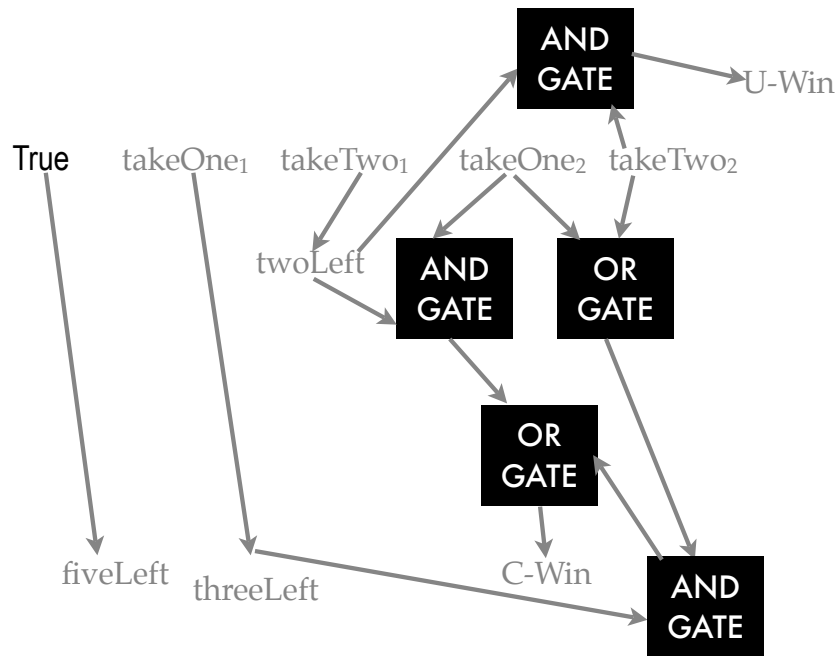 AND
GATE
U-Win
True
takeOne₁
takeTwo₁
takeOne₂
takeTwo₂
twoLeft
AND
GATE
OR
GATE
OR
GATE
fiveLeft
threeLeft
C-Win
AND
GATE